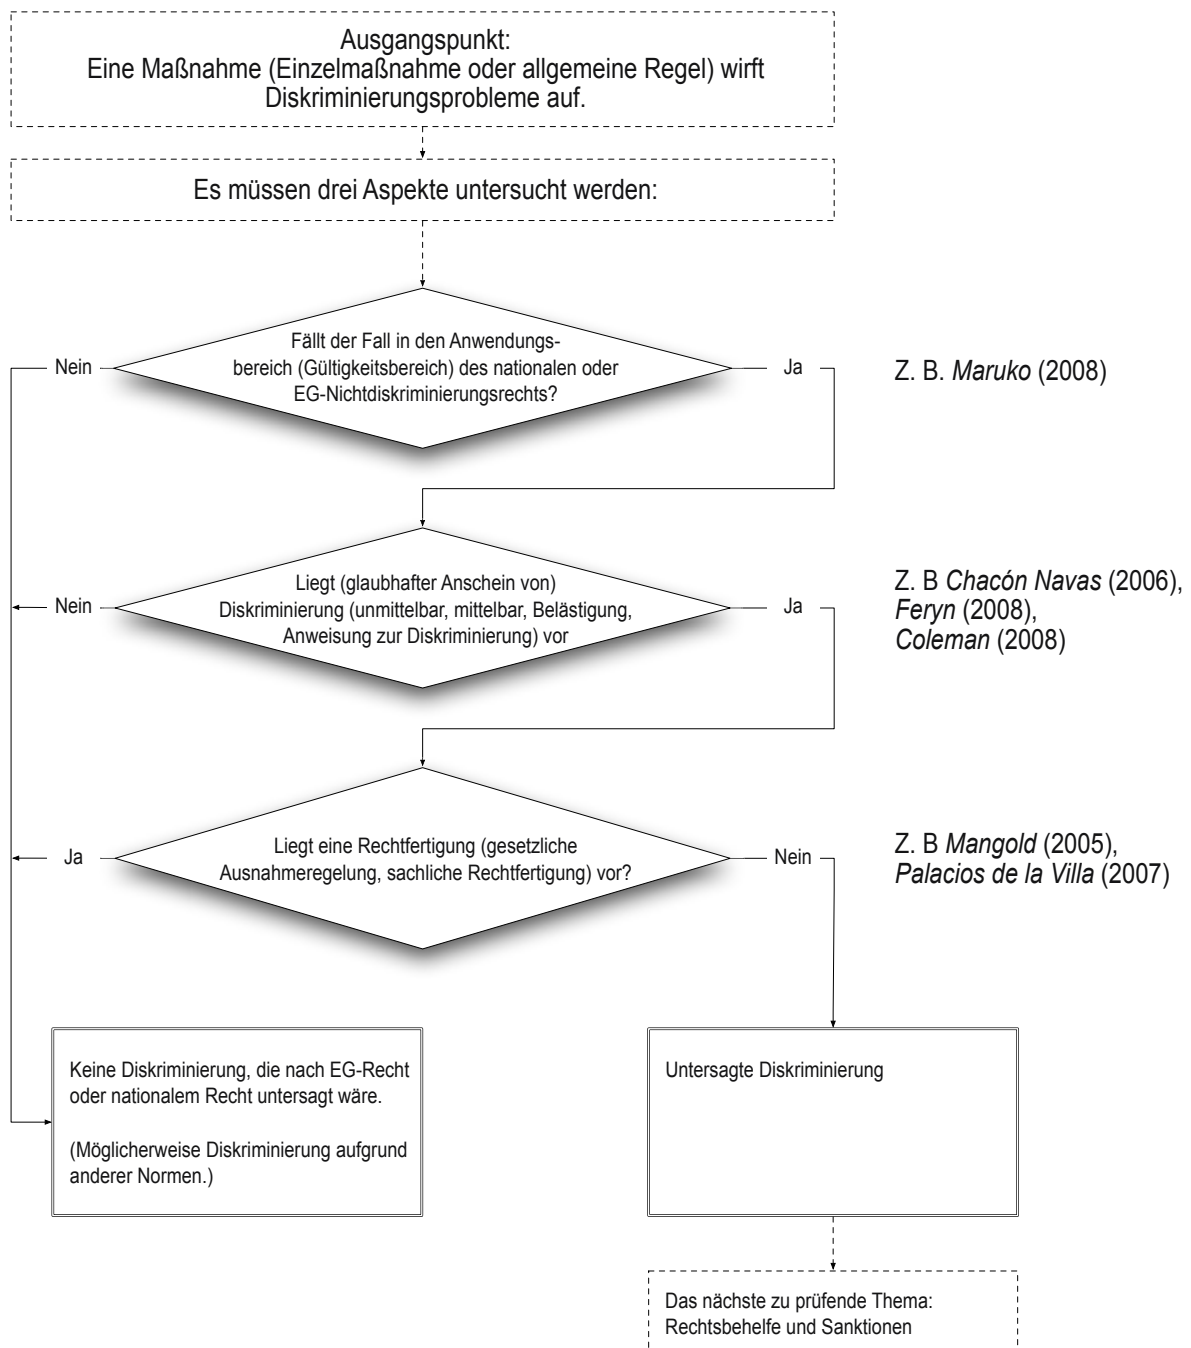 Ausgangspunkt:
Eine Maßnahme (Einzelmaßnahme oder allgemeine Regel) wirft
Diskriminierungsprobleme auf.
Es müssen drei Aspekte untersucht werden:
Fällt der Fall in den Anwendungs-
bereich (Gültigkeitsbereich) des nationalen oder
EG-Nichtdiskriminierungsrechts?
Nein
Ja
Z. B. Maruko (2008)
Liegt (glaubhafter Anschein von)
Diskriminierung (unmittelbar, mittelbar, Belästigung,
Anweisung zur Diskriminierung) vor
Nein
Ja
Z. B Chacón Navas (2006),
Feryn (2008),
Coleman (2008)
Liegt eine Rechtfertigung (gesetzliche
Ausnahmeregelung, sachliche Rechtfertigung) vor?
Ja
Nein
Z. B Mangold (2005),
Palacios de la Villa (2007)
Keine Diskriminierung, die nach EG-Recht
oder nationalem Recht untersagt wäre.
(Möglicherweise Diskriminierung aufgrund
anderer Normen.)
Untersagte Diskriminierung
Das nächste zu prüfende Thema:
Rechtsbehelfe und Sanktionen